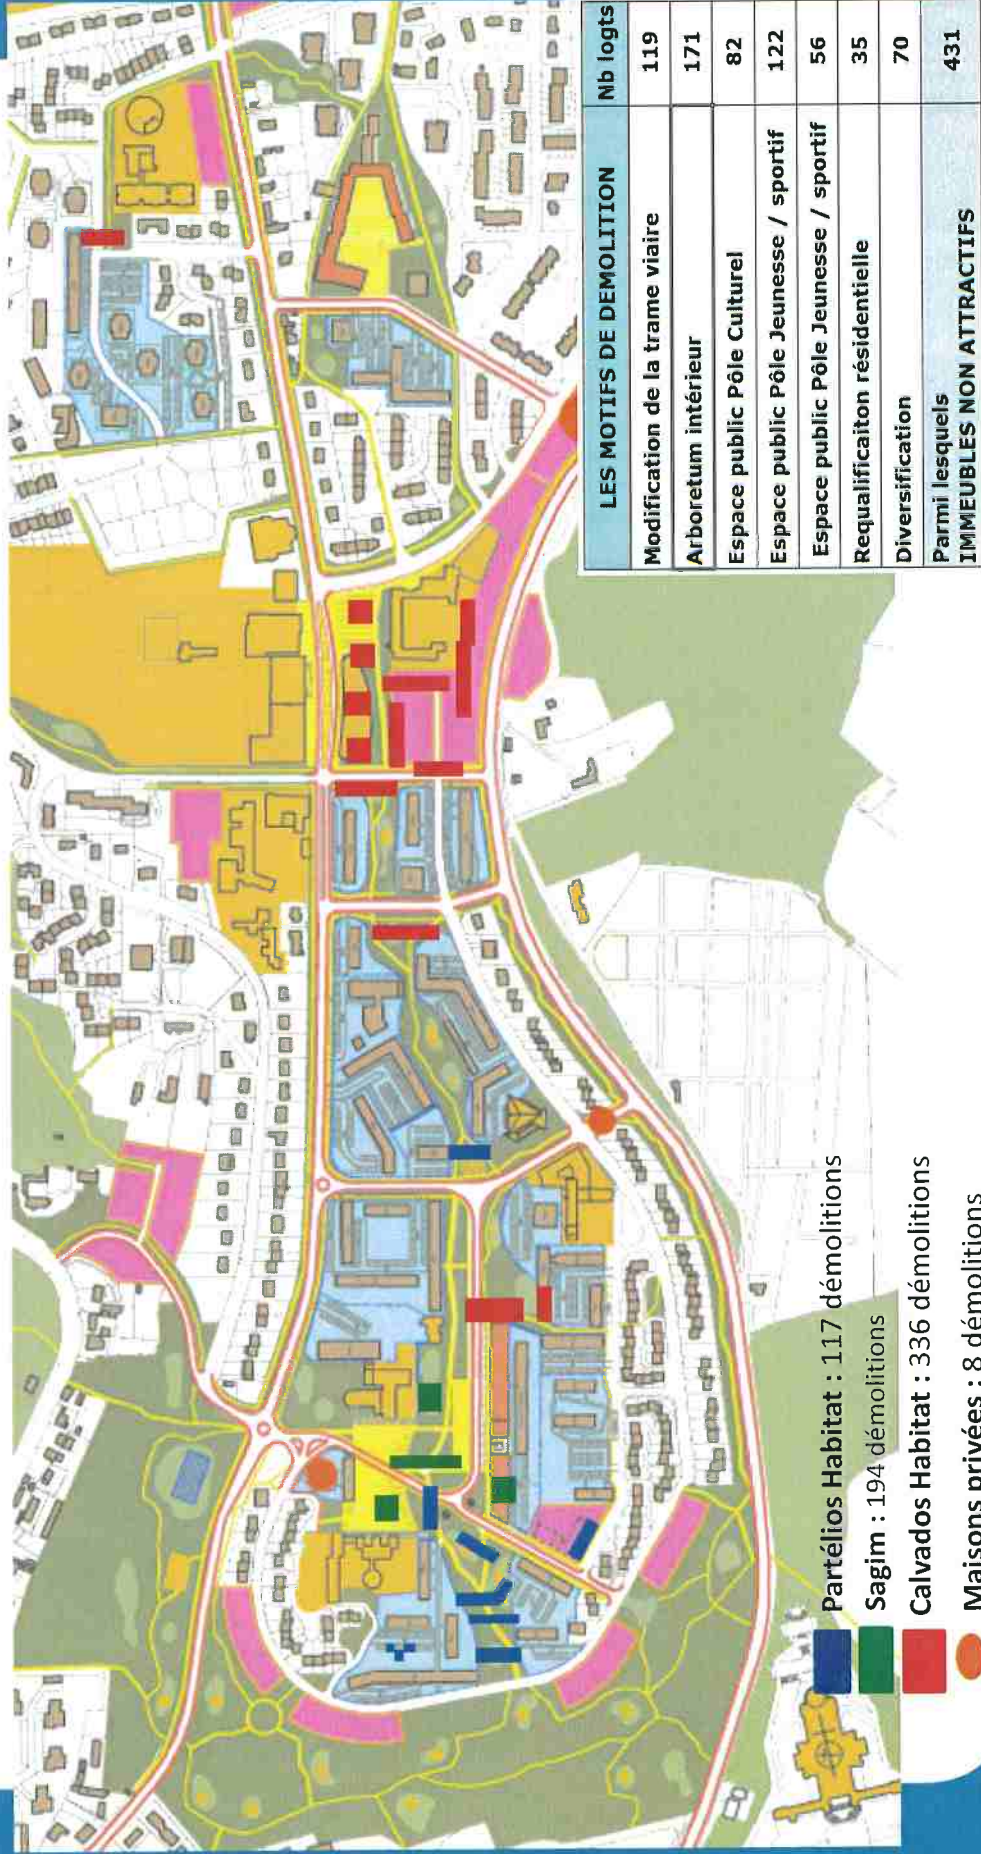 LES MOTIFS DE DEMOLITION Nb logts
Modification de la trame viaire 119
Arboretum intérieur 171
Espace public Pôle Culturel 82
Espace public Pôle Jeunesse / sportif 122
Espace public Pôle Jeunesse / sportif 56
Requalificaiton résidentielle 35
Diversification 70
Parmi lesquels
IMMEUBLES NON ATTRACTIFS 431
Partélios Habitat : 117 démolitions
Sagim : 194 démolitions
Calvados Habitat : 336 démolitions
Maisons privées : 8 démolitions